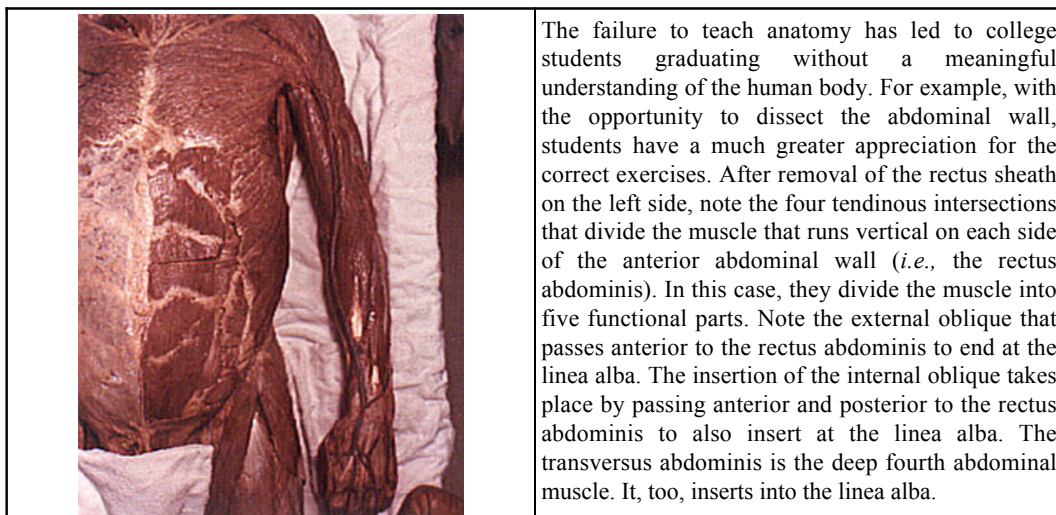 The failure to teach anatomy has led to college
students graduating without a meaningful
understanding of the human body. For example, with
the opportunity to dissect the abdominal wall,
students have a much greater appreciation for the
correct exercises. After removal of the rectus sheath
on the left side, note the four tendinous intersections
that divide the muscle that runs vertical on each side
of the anterior abdominal wall (i.e., the rectus
abdominis). In this case, they divide the muscle into
five functional parts. Note the external oblique that
passes anterior to the rectus abdominis to end at the
linea alba. The insertion of the internal oblique takes
place by passing anterior and posterior to the rectus
abdominis to also insert at the linea alba. The
transversus abdominis is the deep fourth abdominal
muscle. It, too, inserts into the linea alba.